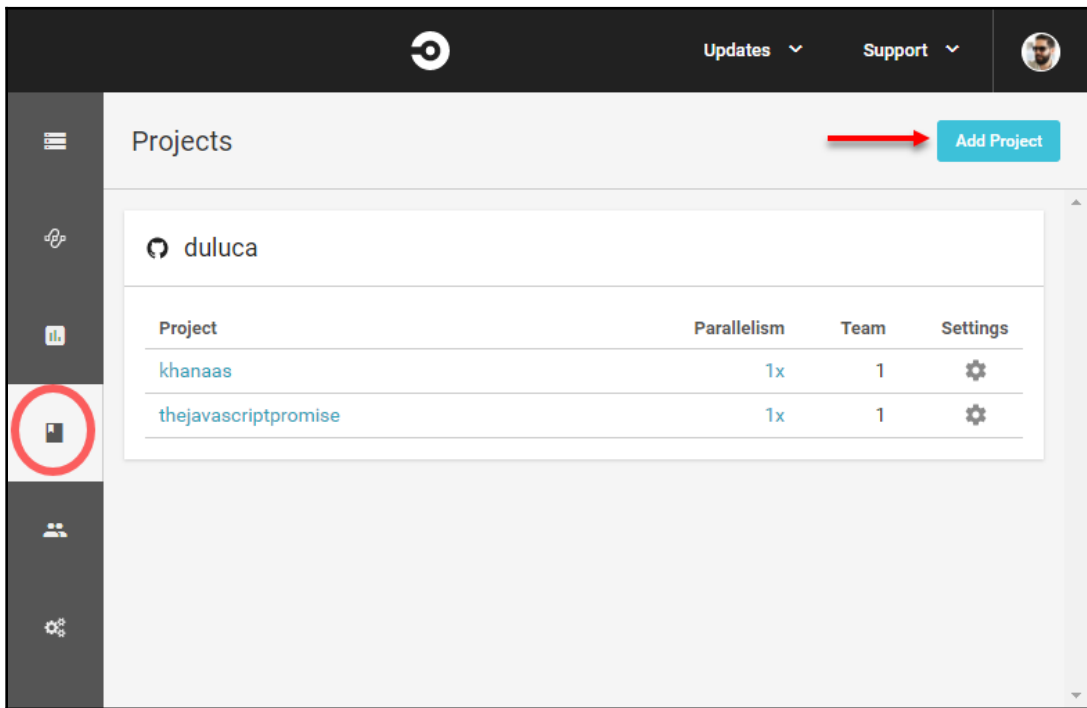 Updates Support
Projects
Add Project
duluca
Project Parallelism Team Settings
khanaas 1x 1
thejavascriptpromise 1x 1